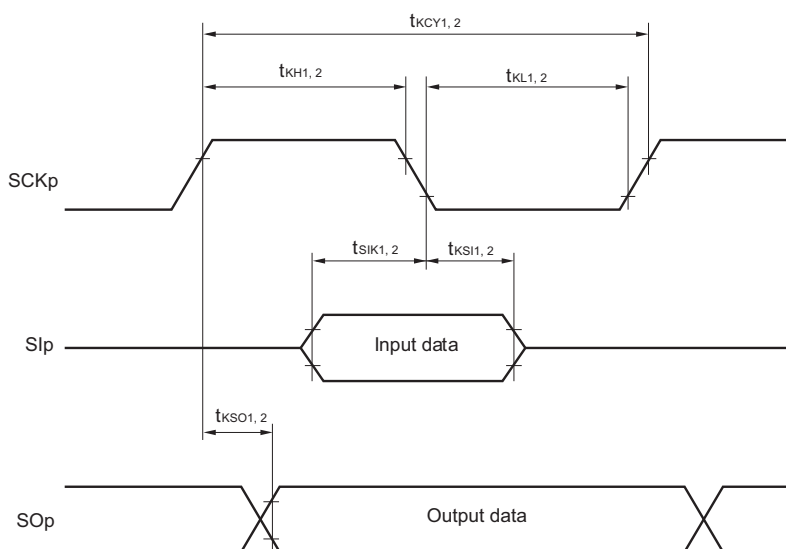 tKCY1, 2
tKH1, 2
tKL1, 2
SCKp
tSIK1, 2
tKSI1, 2
SIp
Input data
tKSO1, 2
SOp
Output data